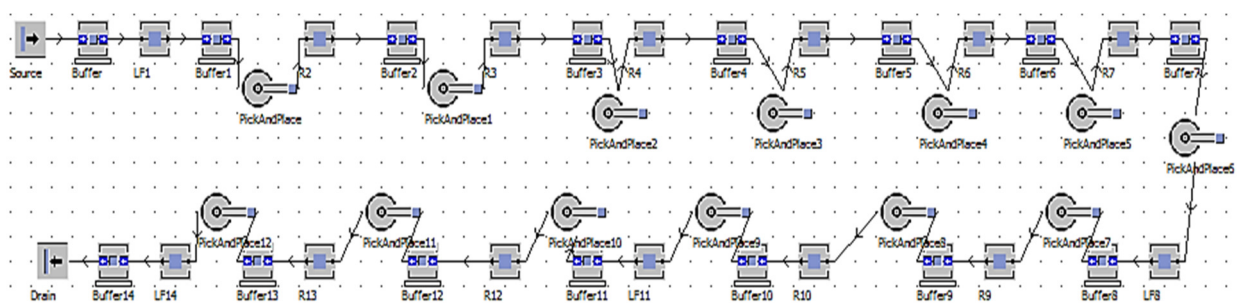 Source Buffer LF1 Buffer1 R2 Buffer2 R3 Buffer3 R4 Buffer4 R5 Buffer5 R6 Buffer6 R7 Buffer7
PickAndPlace PickAndPlace1
PickAndPlace2 PickAndPlace3 PickAndPlace4 PickAndPlace5
PickAndPlace6
PickAndPlace12 PickAndPlace11 PickAndPlace10 PickAndPlace9 PickAndPlace8 PickAndPlace7
Drain Buffer14 LF14 Buffer13 R13 Buffer12 R12 Buffer11 LF11 Buffer10 R10 Buffer9 R9 Buffer8 LF8